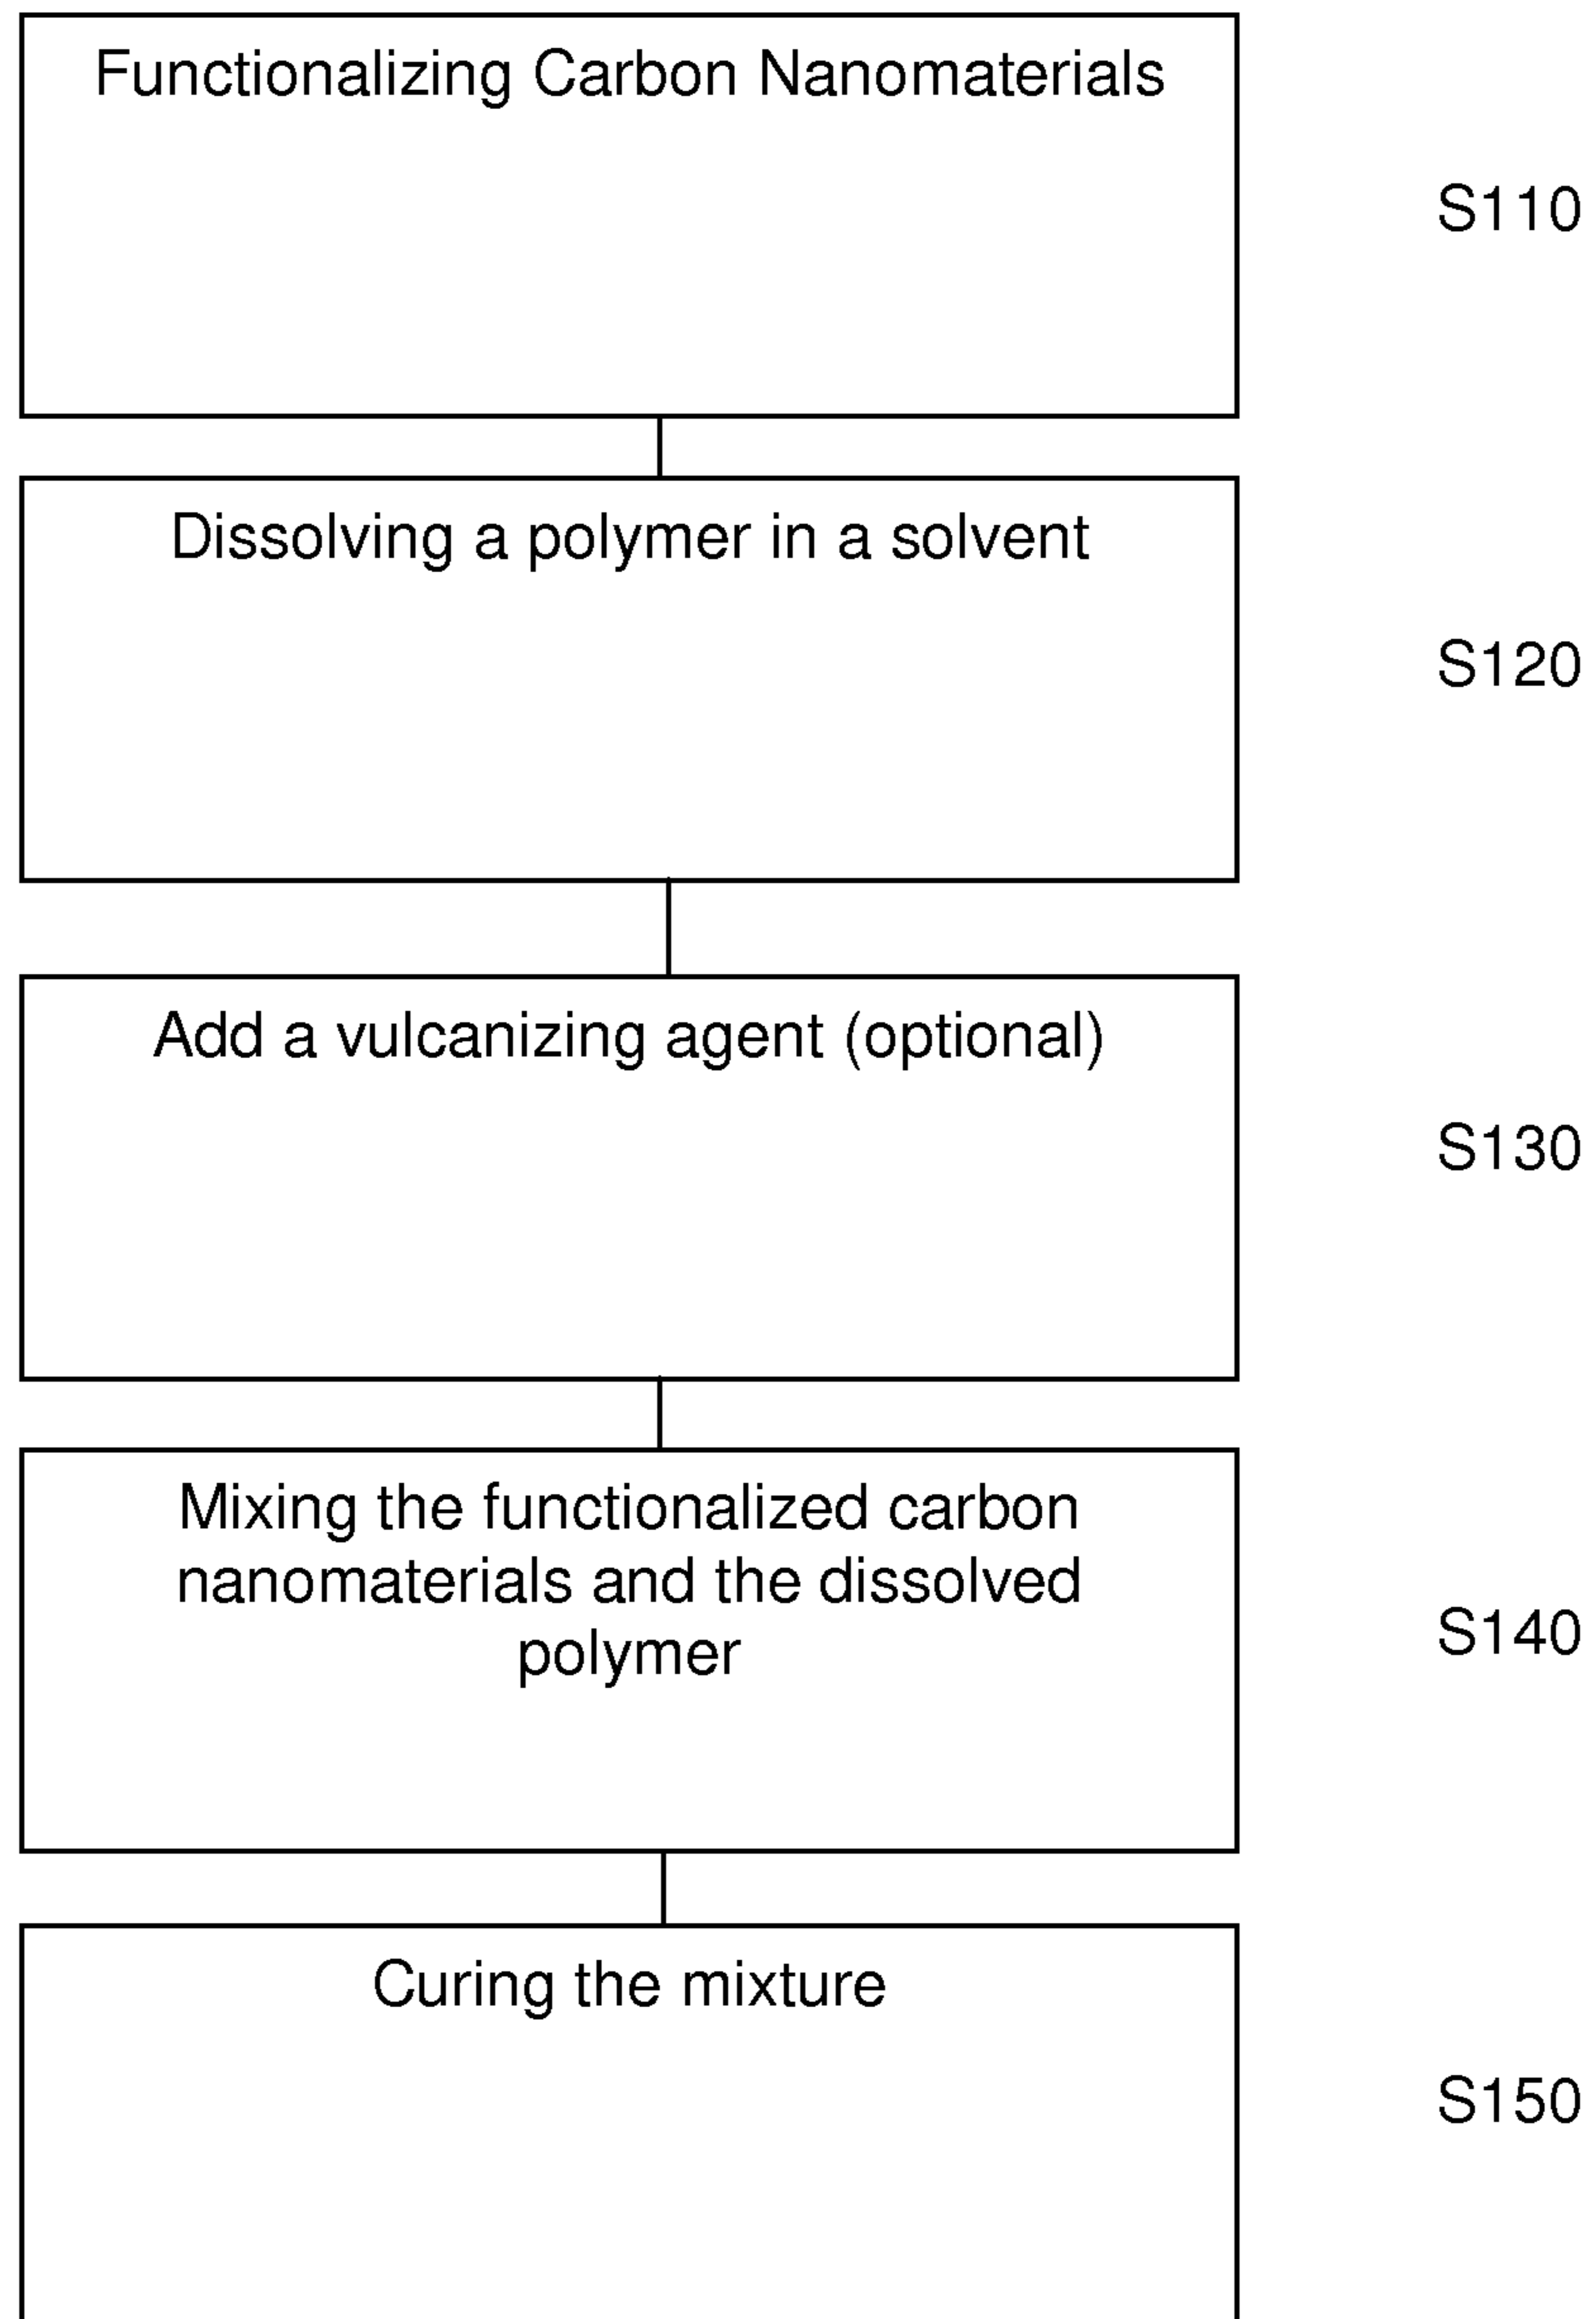 Functionalizing Carbon Nanomaterials
S110
Dissolving a polymer in a solvent
S120
Add a vulcanizing agent (optional)
S130
Mixing the functionalized carbon
nanomaterials and the dissolved
polymer
S140
Curing the mixture
S150